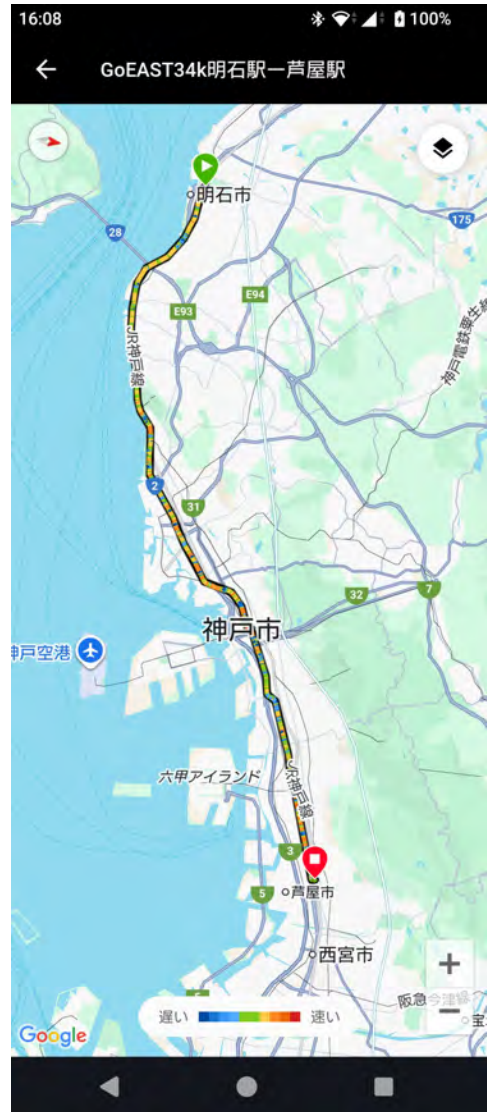 16:08
100%
GoEAST34k明石駅ー芦屋駅
明石市
175
28
E93
E94
JR神戸線
神戸電鉄粟生線
2
31
32
7
神戸市
戸空港
六甲アイランド
JR神戸線
3
5
芦屋市
西宮市
阪急今津線
宝
5
遅い
速い
+
−
Google